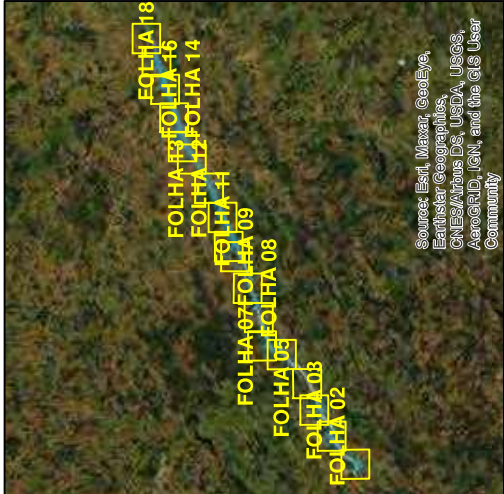 FOLHA 18
FOLHA 16
FOLHA 14
FOLHA 13
FOLHA 12
FOLHA 11
FOLHA 09
FOLHA 08
FOLHA 07
FOLHA 05
FOLHA 03
FOLHA 02
Source: Esri, Maxar, GeoEye,
Earthstar Geographics,
CNES/Airbus DS, USDA, USGS,
AeroGRID, IGN, and the GIS User
Community